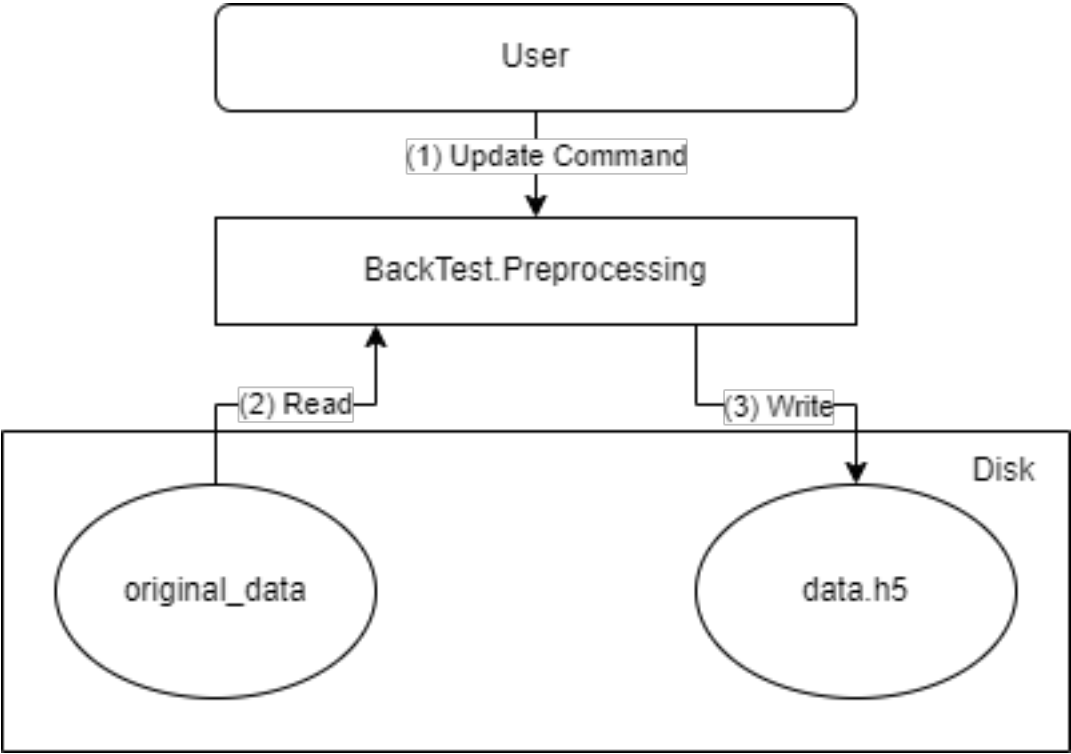 User
(1) Update Command
BackTest.Preprocessing
(2) Read
(3) Write
Disk
original_data
data.h5